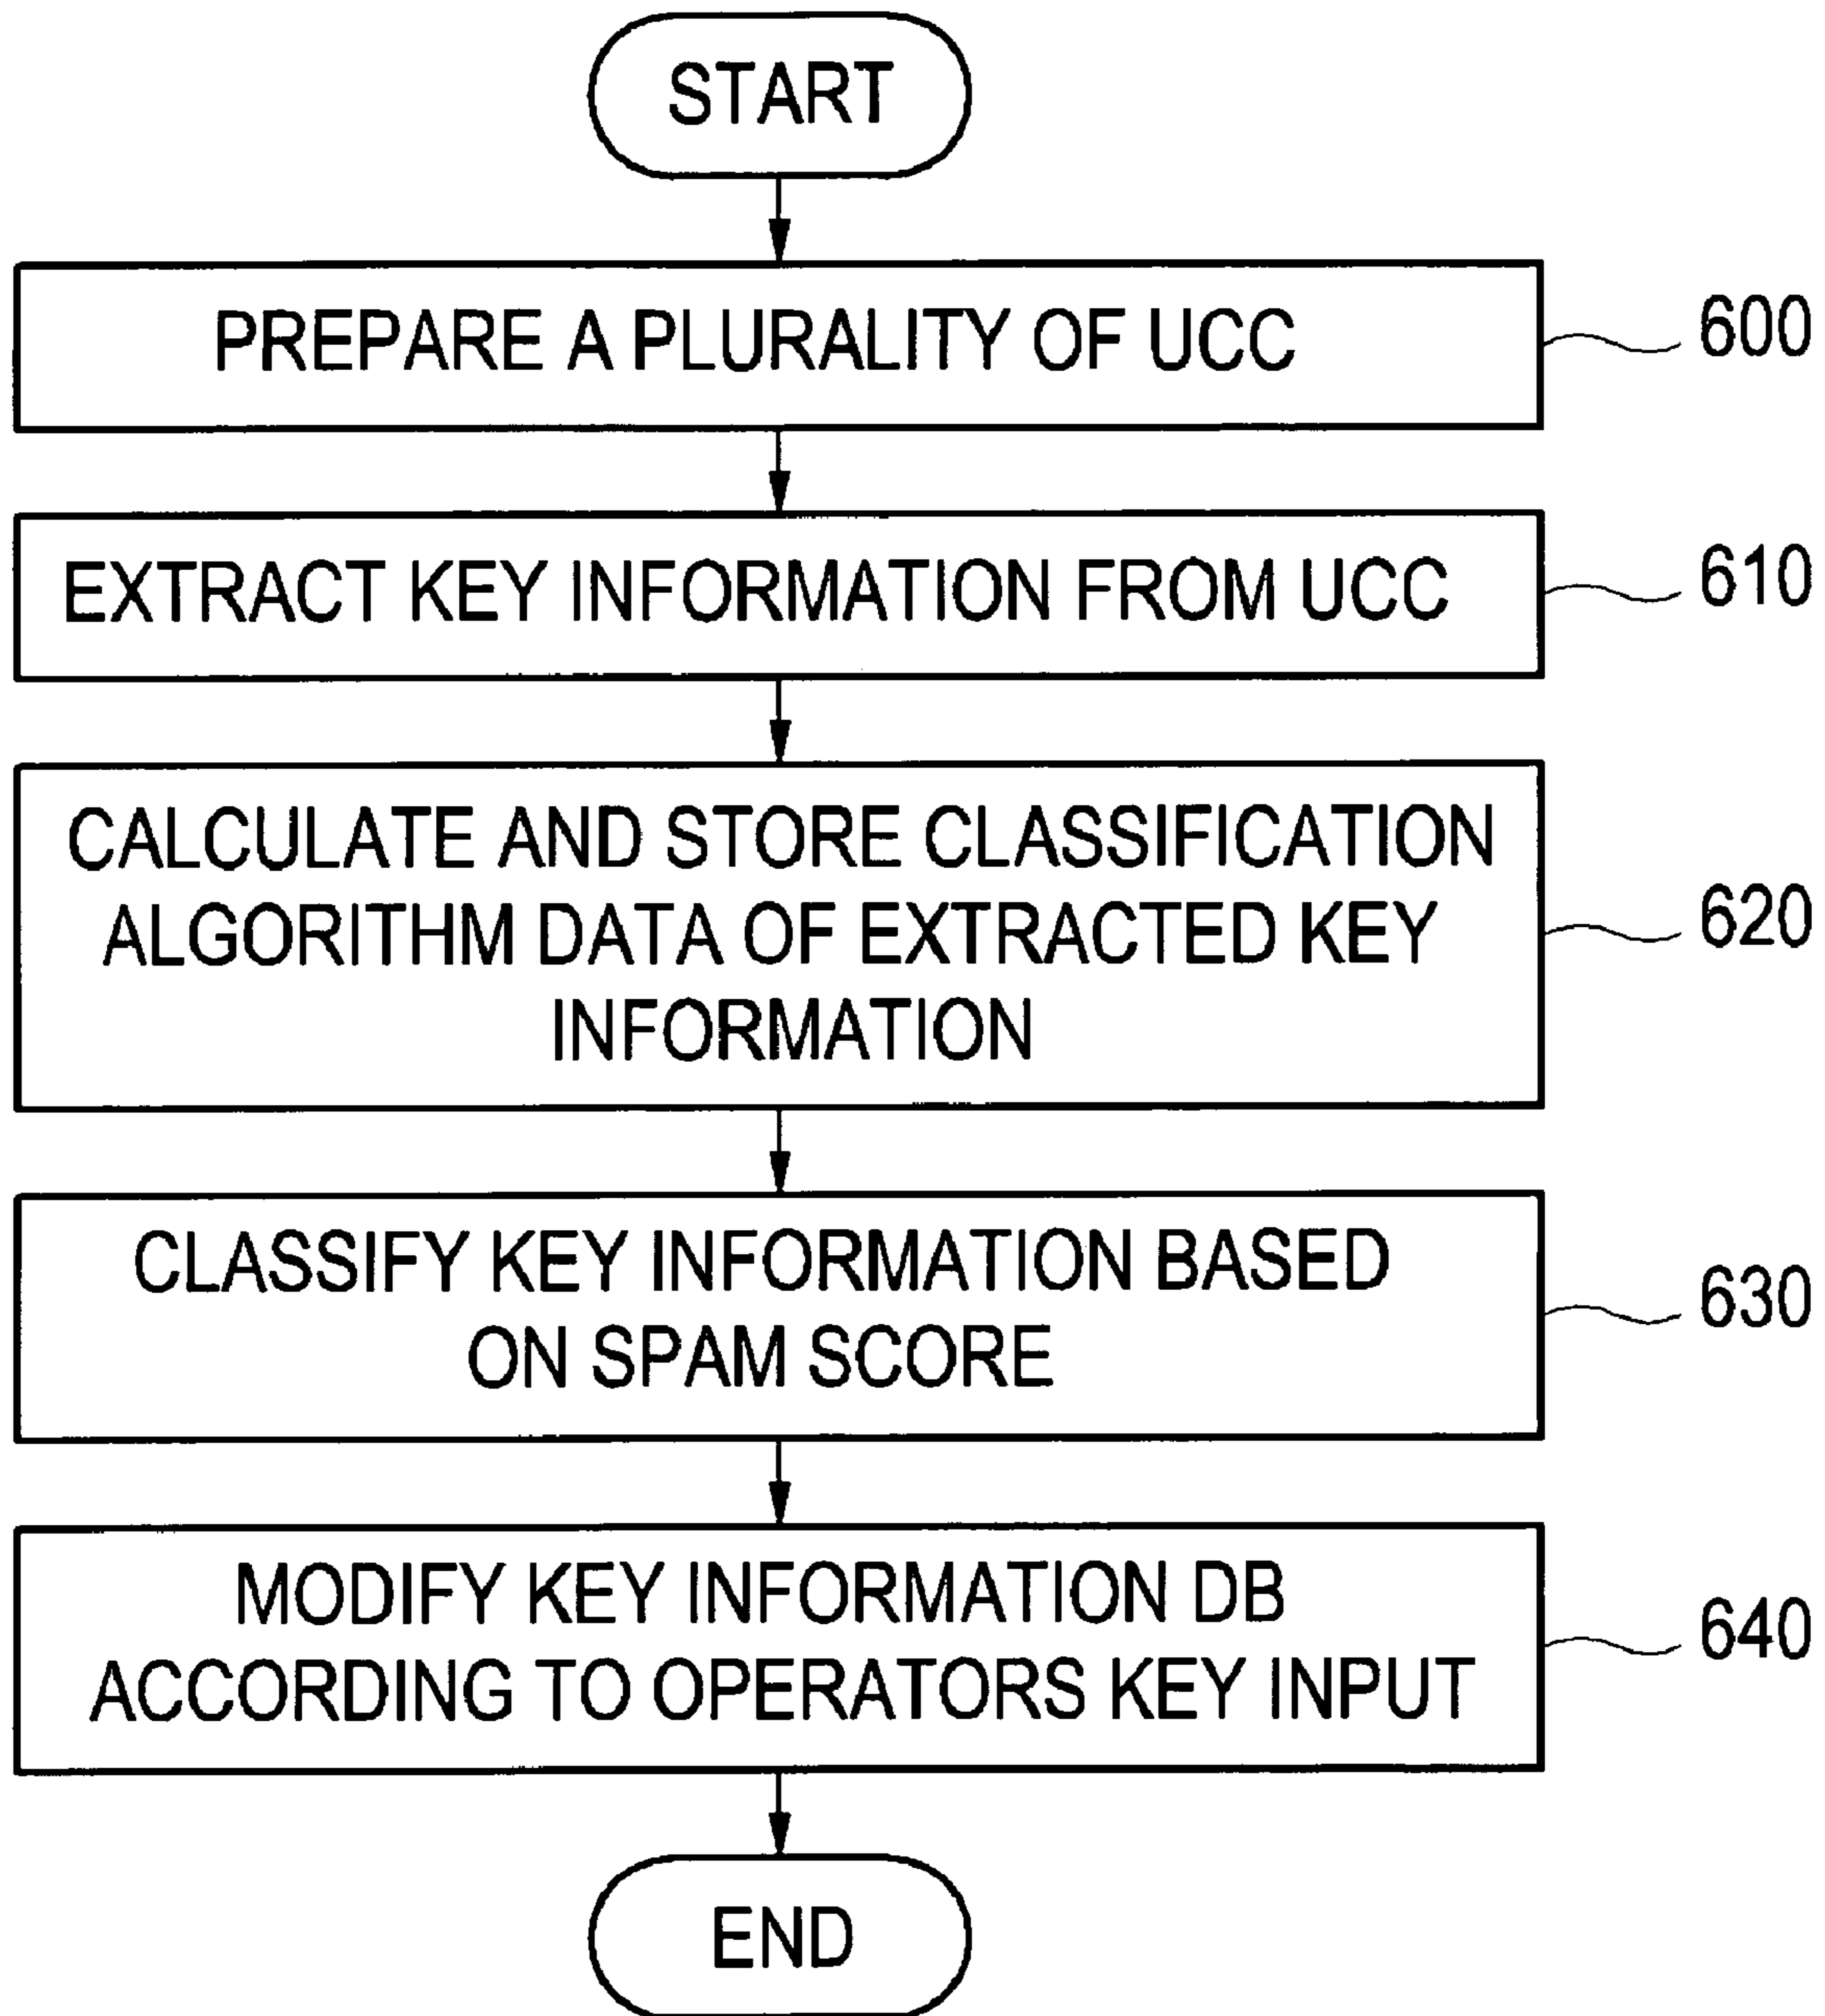 START
PREPARE A PLURALITY OF UCC
600
EXTRACT KEY INFORMATION FROM UCC
610
CALCULATE AND STORE CLASSIFICATION
ALGORITHM DATA OF EXTRACTED KEY
INFORMATION
620
CLASSIFY KEY INFORMATION BASED
ON SPAM SCORE
630
MODIFY KEY INFORMATION DB
ACCORDING TO OPERATORS KEY INPUT
640
END